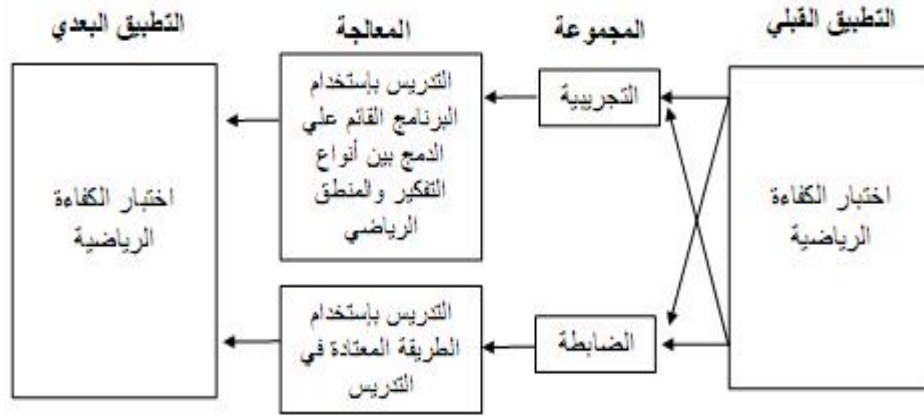 التطبيق القبلي
المجموعة
المعالجة
التطبيق البعدي
اختبار الكفاءة
الرياضية
التجريبية
الضابطة
التدريس بإستخدام
البرنامج القائم علي
الدمج بين أنواع
التفكير والمنطق
الرياضي
التدريس بإستخدام
الطريقة المعتادة في
التدريس
اختبار الكفاءة
الرياضية